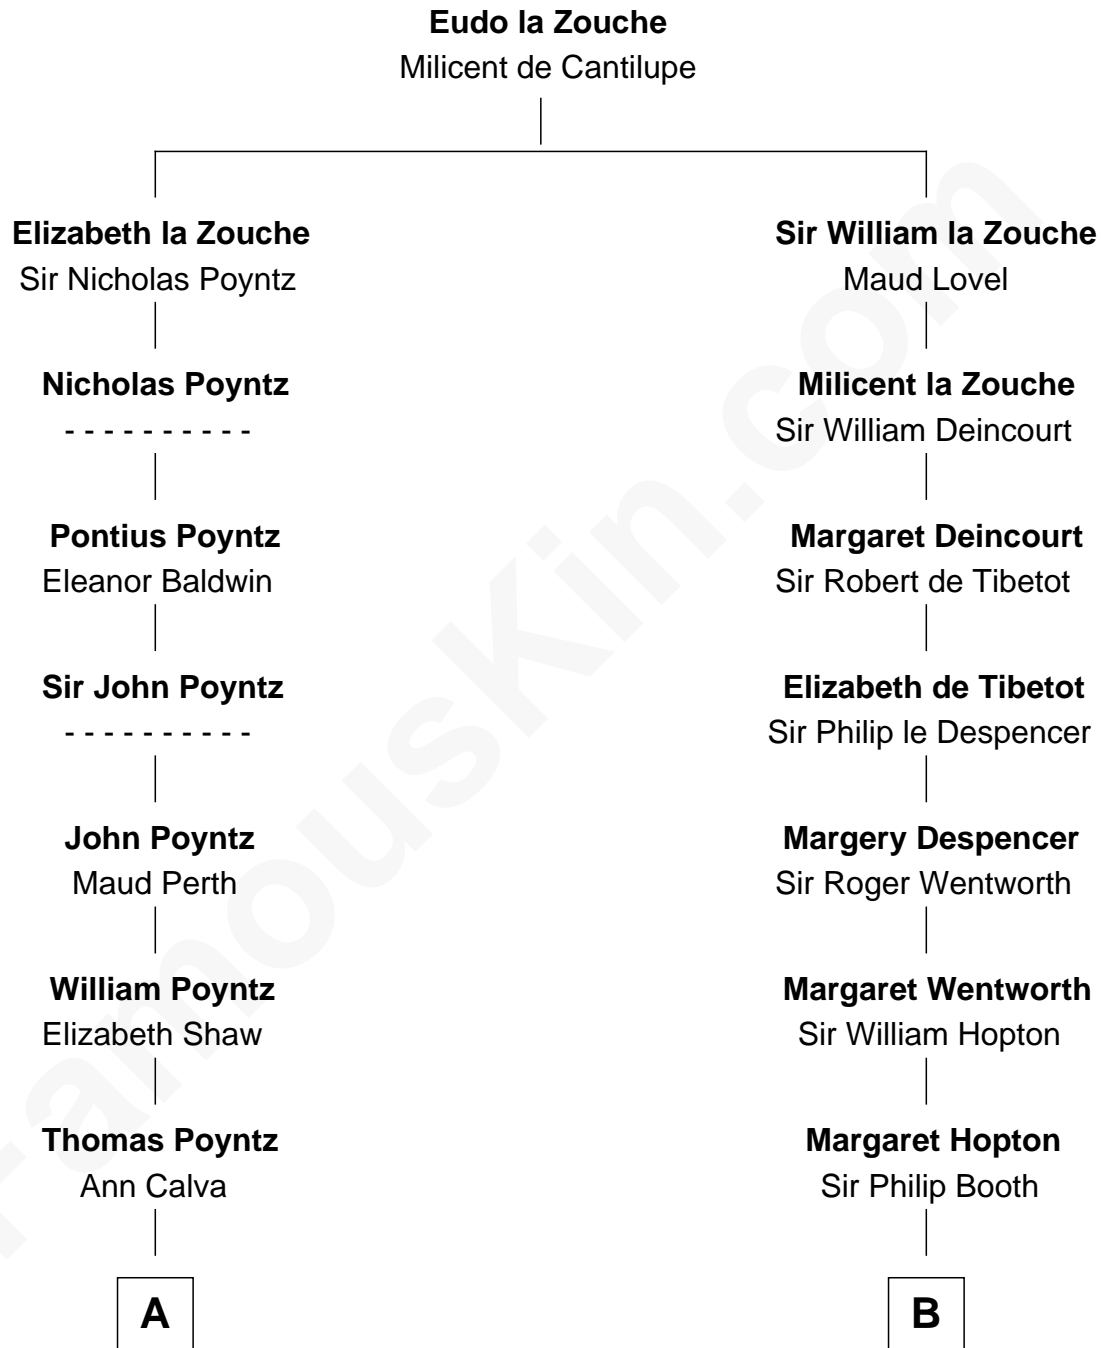 Eudo la Zouche
Milicent de Cantilupe
Elizabeth la Zouche
Sir Nicholas Poyntz
Nicholas Poyntz
- - - - - - - - - -
Pontius Poyntz
Eleanor Baldwin
Sir John Poyntz
- - - - - - - - - -
John Poyntz
Maud Perth
William Poyntz
Elizabeth Shaw
Thomas Poyntz
Ann Calva
A
Sir William la Zouche
Maud Lovel
Milicent la Zouche
Sir William Deincourt
Margaret Deincourt
Sir Robert de Tibetot
Elizabeth de Tibetot
Sir Philip le Despencer
Margery Despencer
Sir Roger Wentworth
Margaret Wentworth
Sir William Hopton
Margaret Hopton
Sir Philip Booth
B
FamousKin.com